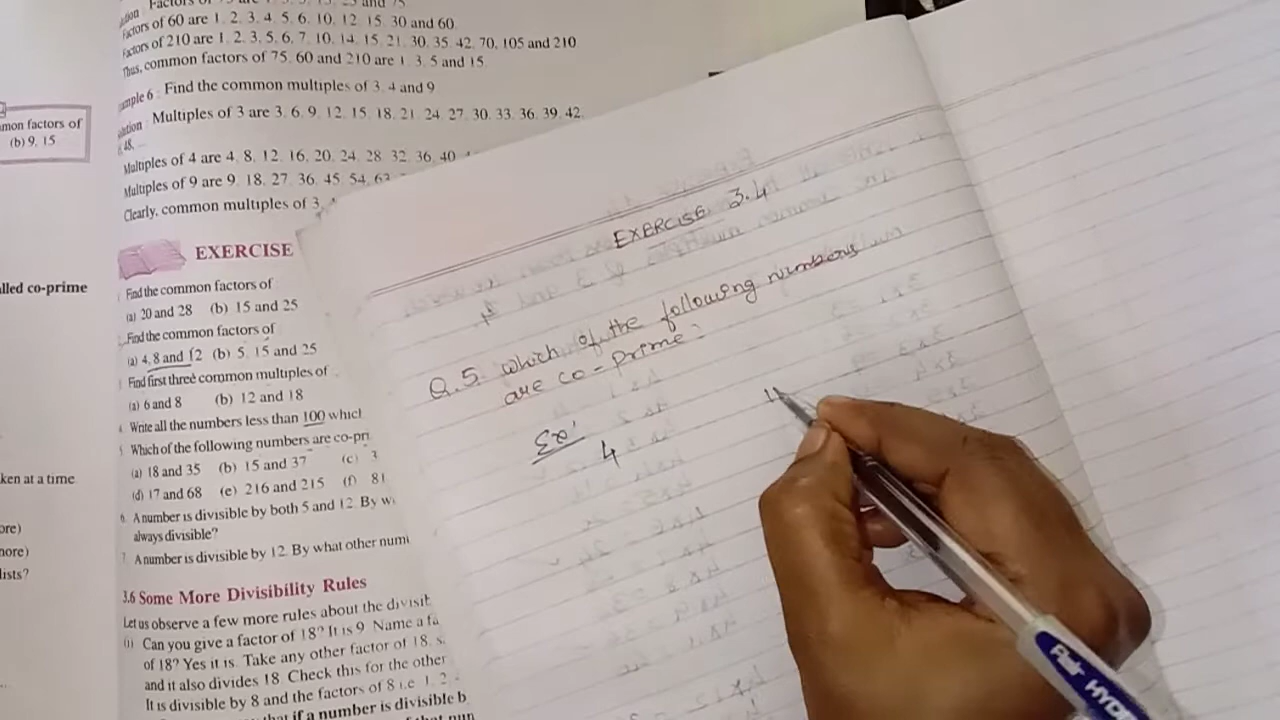 Factors of 60 are 1, 2, 3, 4, 5, 6, 10, 12, 15, 30 and 60.
Factors of 210 are 1, 2, 3, 5, 6, 7, 10, 14, 15, 21, 30, 35, 42, 70, 105 and 210
Thus, common factors of 75, 60 and 210 are 1, 3, 5 and 15.
Find the common multiples of 3, 4 and 9
Multiples of 3 are 3, 6, 9, 12, 15, 18, 21, 24, 27, 30, 33, 36, 39, 42,
48,
Multiples of 4 are 4, 8, 12, 16, 20, 24, 28, 32, 36, 40
Multiples of 9 are 9, 18, 27, 36, 45, 54, 63
Clearly, common multiples of 3,
factors of
(b) 9, 15
co-prime
ken at a time
EXERCISE
Find the common factors of
(a) 20 and 28 (b) 15 and 25
Find the common factors of
(a) 4, 8 and 12 (b) 5, 15 and 25
Find first three common multiples of
(a) 6 and 8 (b) 12 and 18
Write all the numbers less than 100
5. Which of the following numbers are
(a) 18 and 35 (b) 15 and 37 (c)
(d) 17 and 68 (e) 216 and 215 (f) 81
6. A number is divisible by both 5 and 12. By
always divisible?
7. A number is divisible by 12. By what other
3.6 Some More Divisibility Rules
Let us observe a few more rules about the
(i) Can you give a factor of 18? It is 9. Name a
of 18? Yes it is. Take any other factor of 18.
and it also divides 18. Check this for the other
It is divisible by 8 and the factors of 8 i.e. 1, 2,
if a number is divisible b
EXERCISE 3.4
Q.5. which of the following numbers
are co-prime?
Ex:
4
Flair HYDR